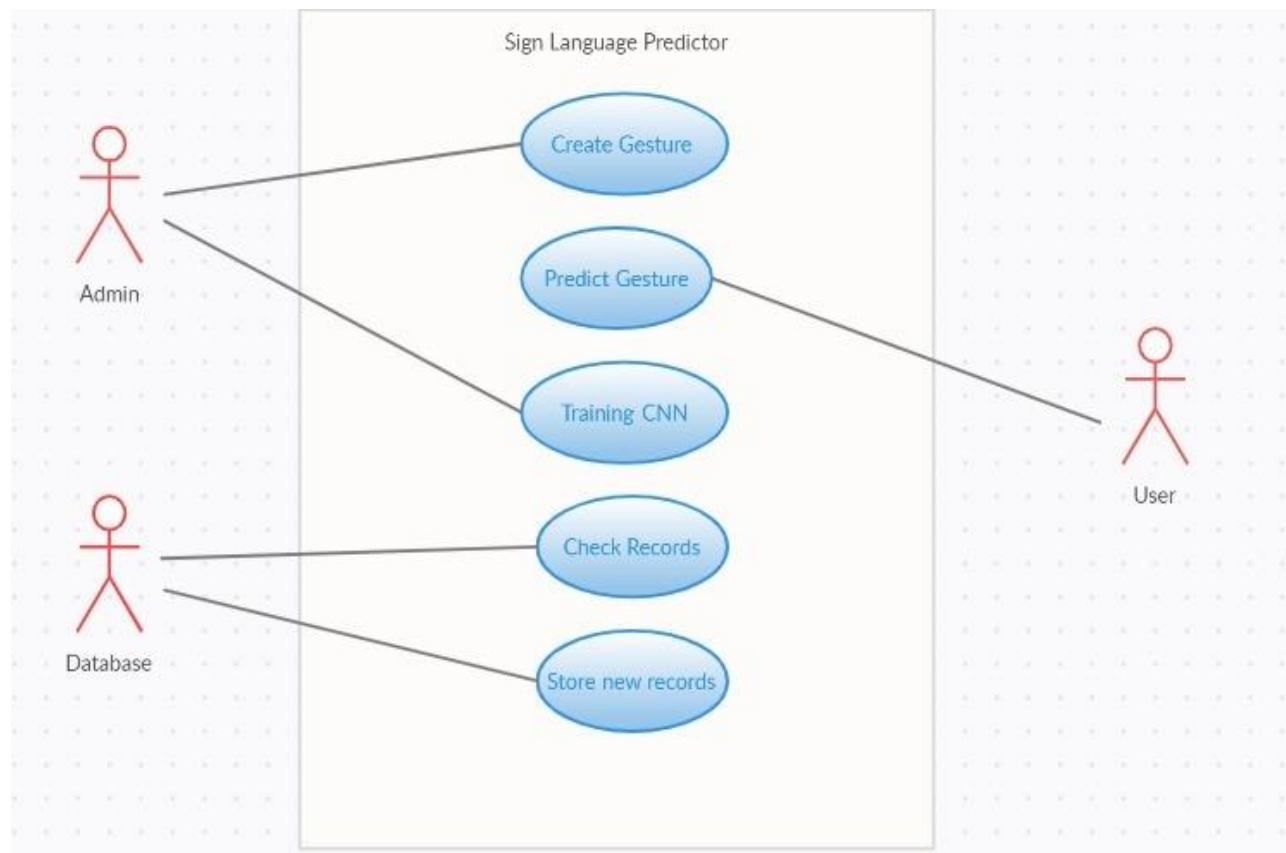 Sign Language Predictor
Create Gesture
Predict Gesture
Admin
Training CNN
User
Check Records
Database
Store new records